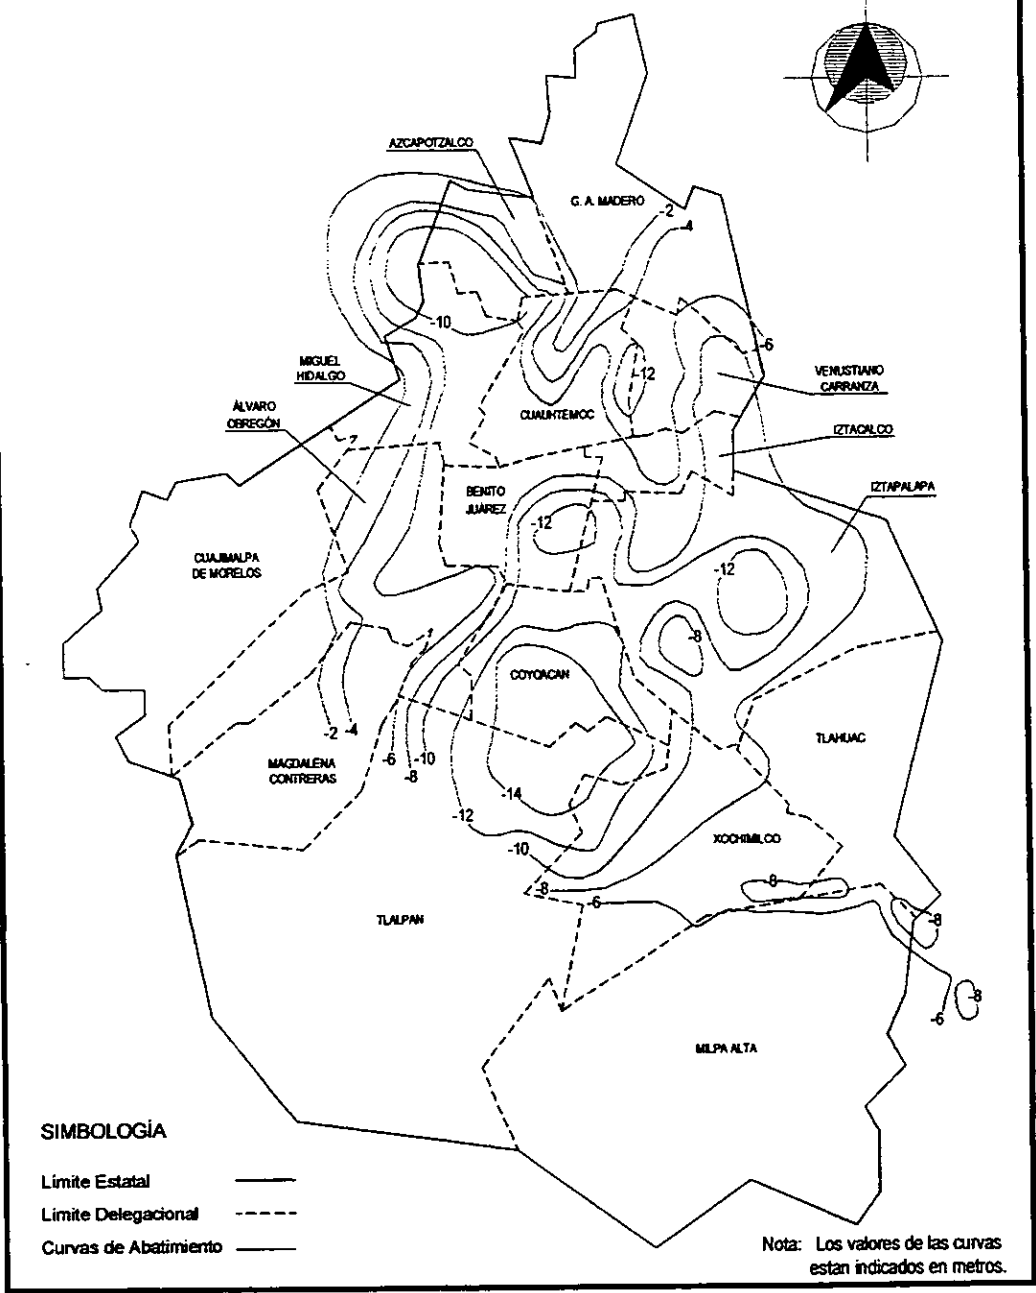 AZCAPOTZALCO
G. A. MADERO
-2
-4
-10
-6
MIGUEL
HIDALGO
-12
VENUSTIANO
CARRANZA
ÁLVARO
OBREGÓN
CUAUHTEMOC
IZTACALCO
BENITO
JUÁREZ
IZTAPALAPA
-12
CUAJIMALPA
DE MORELOS
-12
-8
COYOACAN
-2
-4
TLAHUAC
-6
-10
MAGDALENA
CONTRERAS
-8
-14
-12
XOCHIMILCO
-10
-8
-8
-6
TLALPAN
-8
-8
-6
MILPA ALTA
SIMBOLOGÍA
Límite Estatal
Límite Delegacional
Curvas de Abatimiento
Nota: Los valores de las curvas
estan indicados en metros.